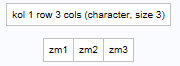 kol 1 row 3 cols (character, size 3)
zm1 zm2 zm3